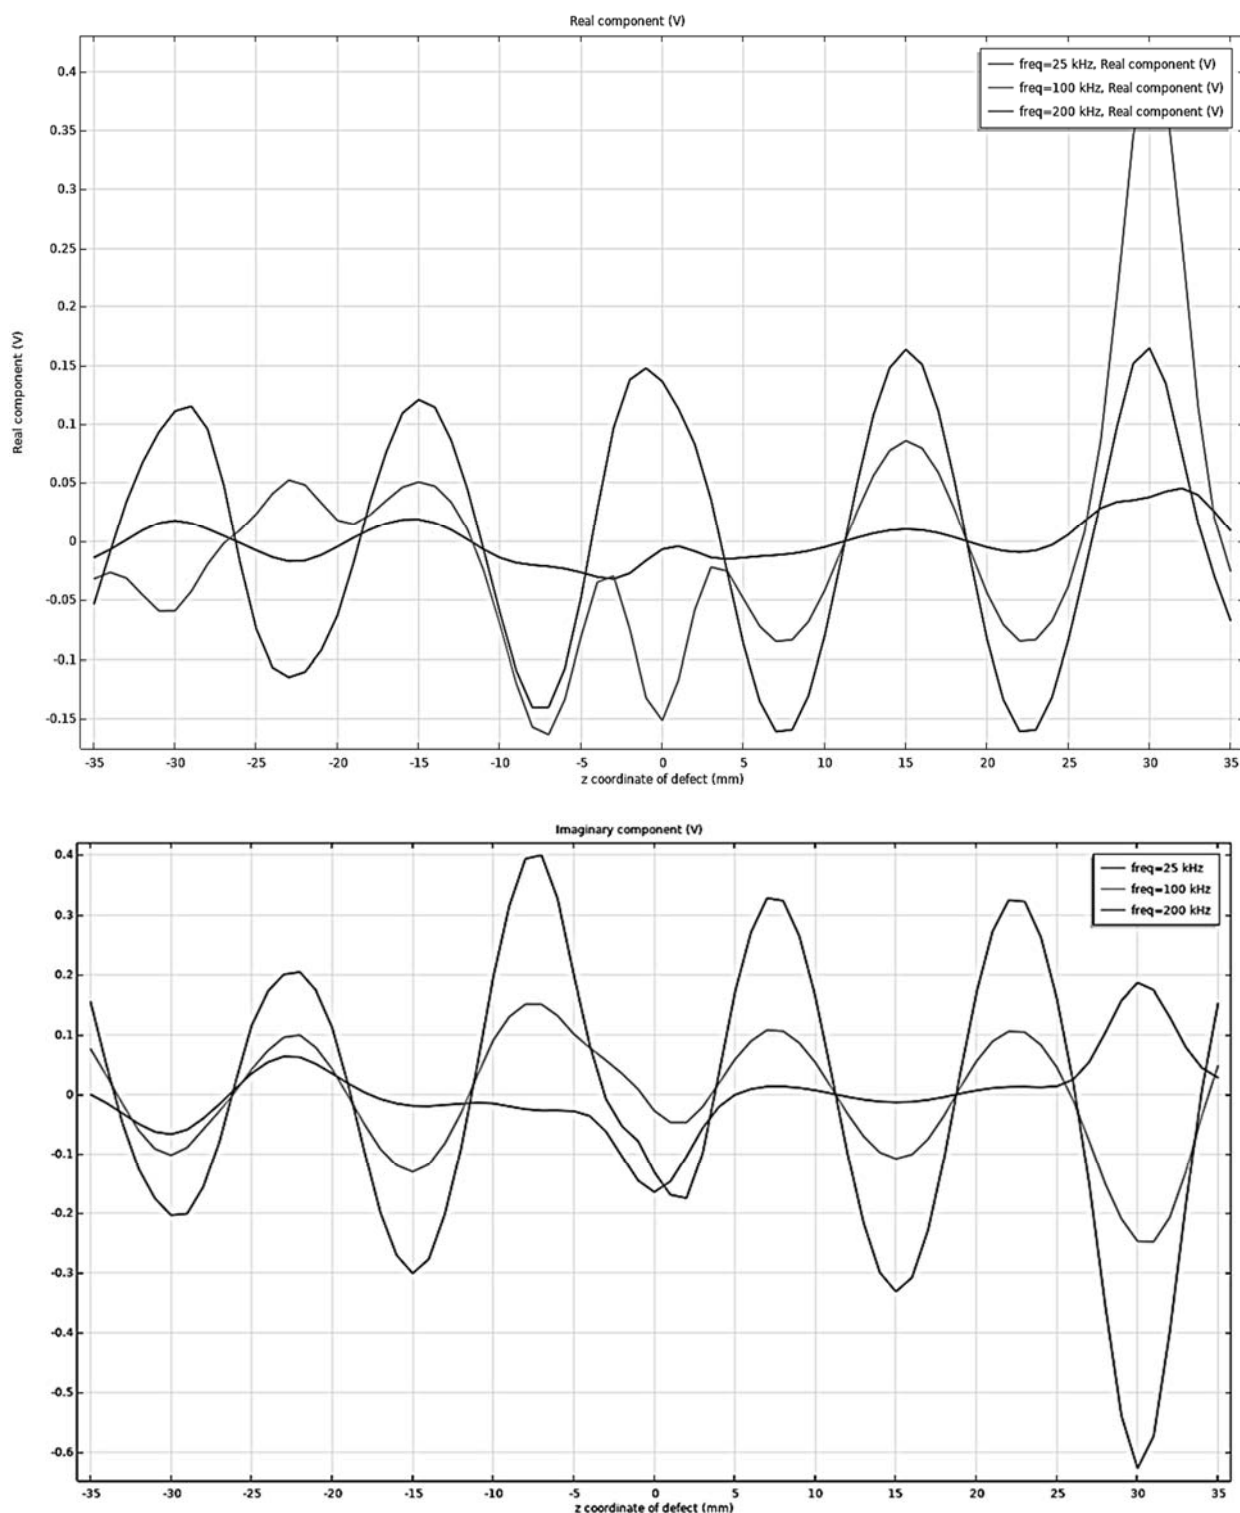 Real component (V)
freq=25 kHz, Real component (V)
freq=100 kHz, Real component (V)
freq=200 kHz, Real component (V)
0.4
0.35
0.3
0.25
0.2
0.15
0.1
0.05
0
-0.05
-0.1
-0.15
Real component (V)
-35 -30 -25 -20 -15 -10 -5 0 5 10 15 20 25 30 35
z coordinate of defect (mm)
Imaginary component (V)
freq=25 kHz
freq=100 kHz
freq=200 kHz
0.4
0.3
0.2
0.1
0
-0.1
-0.2
-0.3
-0.4
-0.5
-0.6
-35 -30 -25 -20 -15 -10 -5 0 5 10 15 20 25 30 35
z coordinate of defect (mm)